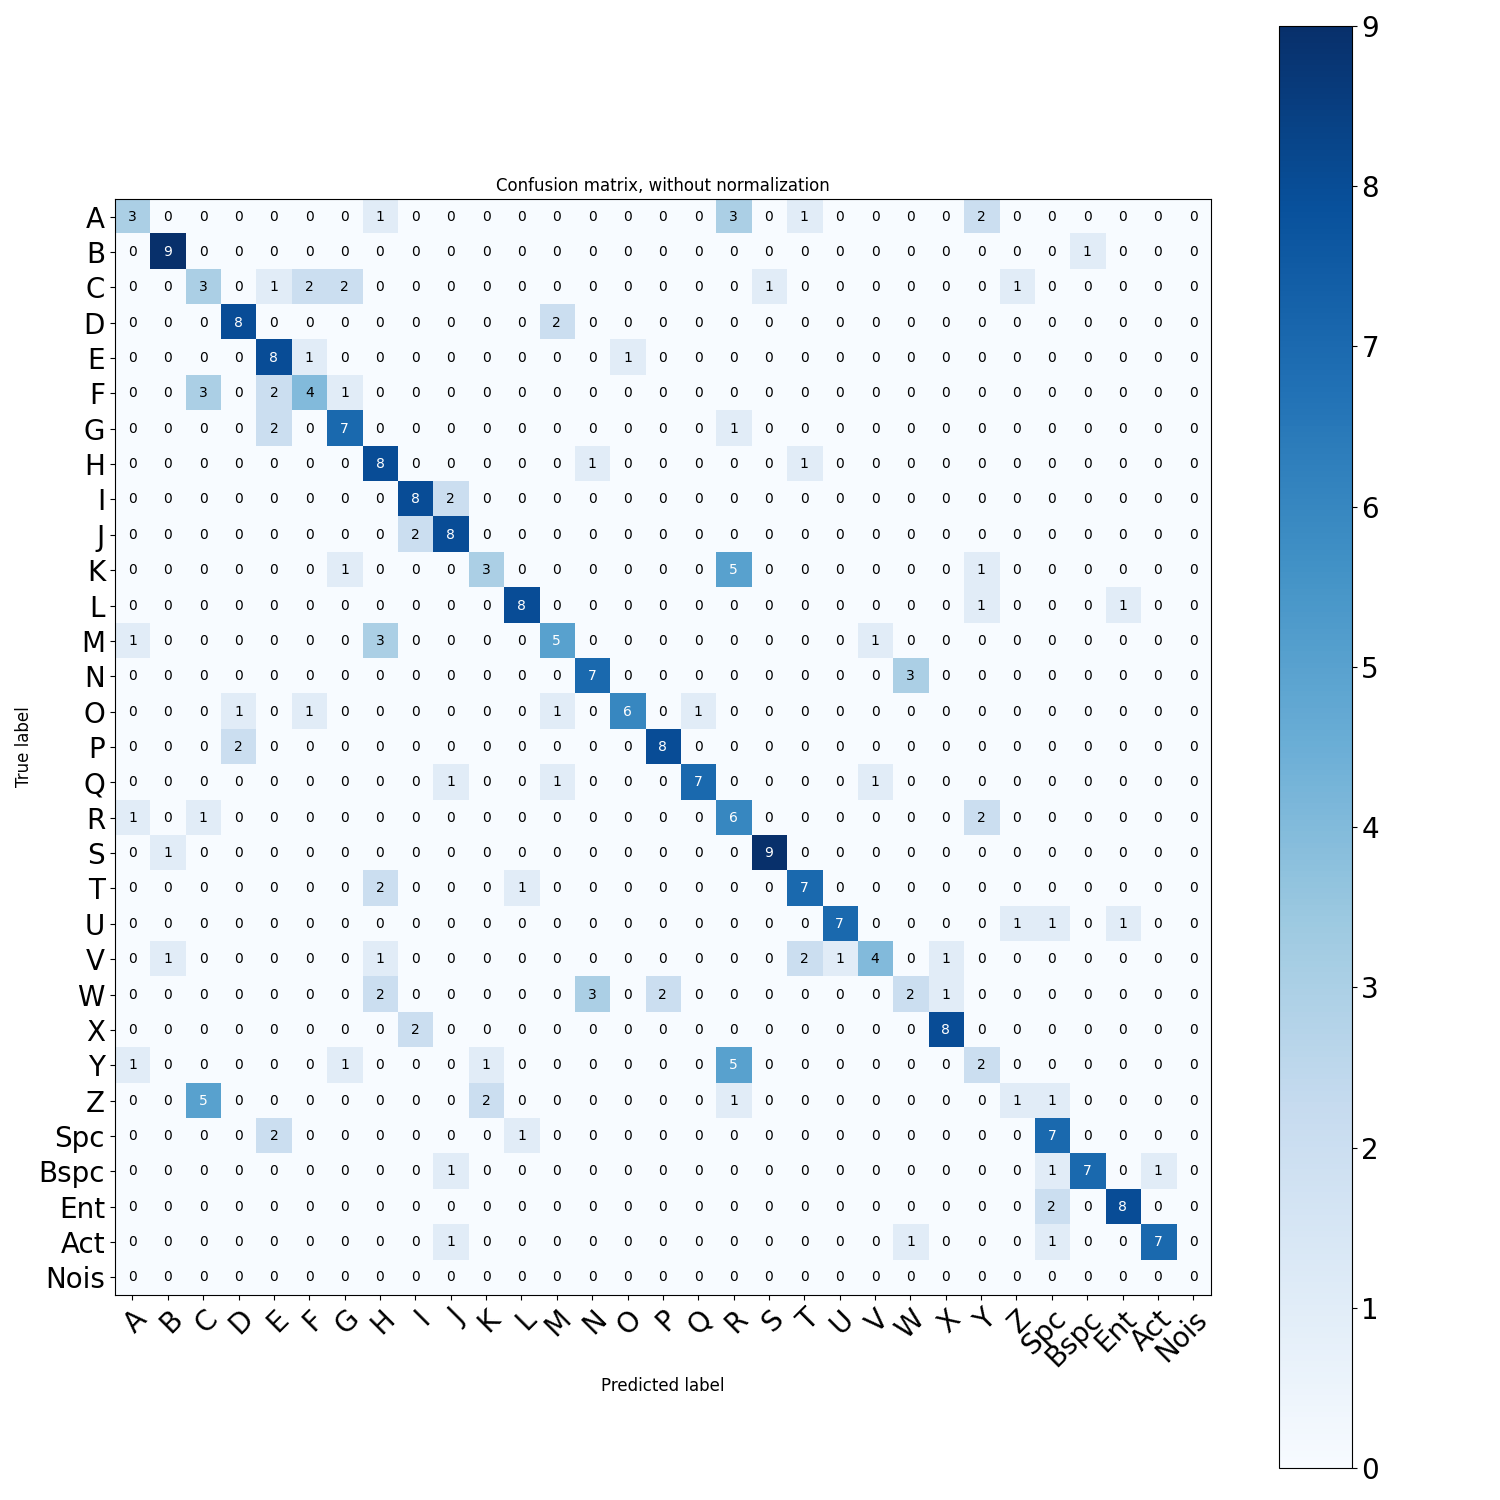 Confusion matrix, without normalization
A 3 0 0 0 0 0 0 1 0 0 0 0 0 0 0 0 0 3 0 1 0 0 0 0 2 0 0 0 0 0 0
B 0 9 0 0 0 0 0 0 0 0 0 0 0 0 0 0 0 0 0 0 0 0 0 0 0 0 0 1 0 0 0
C 0 0 3 0 1 2 2 0 0 0 0 0 0 0 0 0 0 0 1 0 0 0 0 0 0 1 0 0 0 0 0
D 0 0 0 8 0 0 0 0 0 0 0 0 2 0 0 0 0 0 0 0 0 0 0 0 0 0 0 0 0 0 0
E 0 0 0 0 8 1 0 0 0 0 0 0 0 0 1 0 0 0 0 0 0 0 0 0 0 0 0 0 0 0 0
F 0 0 3 0 2 4 1 0 0 0 0 0 0 0 0 0 0 0 0 0 0 0 0 0 0 0 0 0 0 0 0
G 0 0 0 0 2 0 7 0 0 0 0 0 0 0 0 0 0 1 0 0 0 0 0 0 0 0 0 0 0 0 0
H 0 0 0 0 0 0 0 8 0 0 0 0 0 1 0 0 0 0 0 1 0 0 0 0 0 0 0 0 0 0 0
I 0 0 0 0 0 0 0 0 8 2 0 0 0 0 0 0 0 0 0 0 0 0 0 0 0 0 0 0 0 0 0
J 0 0 0 0 0 0 0 0 2 8 0 0 0 0 0 0 0 0 0 0 0 0 0 0 0 0 0 0 0 0 0
K 0 0 0 0 0 0 1 0 0 0 3 0 0 0 0 0 0 5 0 0 0 0 0 0 1 0 0 0 0 0 0
L 0 0 0 0 0 0 0 0 0 0 0 8 0 0 0 0 0 0 0 0 0 0 0 0 1 0 0 0 1 0 0
M 1 0 0 0 0 0 0 3 0 0 0 0 5 0 0 0 0 0 0 0 0 1 0 0 0 0 0 0 0 0 0
N 0 0 0 0 0 0 0 0 0 0 0 0 0 7 0 0 0 0 0 0 0 0 3 0 0 0 0 0 0 0 0
O 0 0 0 1 0 1 0 0 0 0 0 0 1 0 6 0 1 0 0 0 0 0 0 0 0 0 0 0 0 0 0
P 0 0 0 2 0 0 0 0 0 0 0 0 0 0 0 8 0 0 0 0 0 0 0 0 0 0 0 0 0 0 0
Q 0 0 0 0 0 0 0 0 0 1 0 0 1 0 0 0 7 0 0 0 0 1 0 0 0 0 0 0 0 0 0
R 1 0 1 0 0 0 0 0 0 0 0 0 0 0 0 0 0 6 0 0 0 0 0 0 2 0 0 0 0 0 0
S 0 1 0 0 0 0 0 0 0 0 0 0 0 0 0 0 0 0 9 0 0 0 0 0 0 0 0 0 0 0 0
T 0 0 0 0 0 0 0 2 0 0 0 1 0 0 0 0 0 0 0 7 0 0 0 0 0 0 0 0 0 0 0
U 0 0 0 0 0 0 0 0 0 0 0 0 0 0 0 0 0 0 0 0 7 0 0 0 0 1 1 0 1 0 0
V 0 1 0 0 0 0 0 1 0 0 0 0 0 0 0 0 0 0 0 2 1 4 0 1 0 0 0 0 0 0 0
W 0 0 0 0 0 0 0 2 0 0 0 0 0 3 0 2 0 0 0 0 0 0 2 1 0 0 0 0 0 0 0
X 0 0 0 0 0 0 0 0 2 0 0 0 0 0 0 0 0 0 0 0 0 0 0 8 0 0 0 0 0 0 0
Y 1 0 0 0 0 0 1 0 0 0 1 0 0 0 0 0 0 5 0 0 0 0 0 0 2 0 0 0 0 0 0
Z 0 0 5 0 0 0 0 0 0 0 2 0 0 0 0 0 0 1 0 0 0 0 0 0 0 1 1 0 0 0 0
Spc 0 0 0 0 2 0 0 0 0 0 0 1 0 0 0 0 0 0 0 0 0 0 0 0 0 0 7 0 0 0 0
Bspc 0 0 0 0 0 0 0 0 0 1 0 0 0 0 0 0 0 0 0 0 0 0 0 0 0 0 1 7 0 1 0
Ent 0 0 0 0 0 0 0 0 0 0 0 0 0 0 0 0 0 0 0 0 0 0 0 0 0 0 2 0 8 0 0
Act 0 0 0 0 0 0 0 0 0 1 0 0 0 0 0 0 0 0 0 0 0 0 1 0 0 0 1 0 0 7 0
Nois 0 0 0 0 0 0 0 0 0 0 0 0 0 0 0 0 0 0 0 0 0 0 0 0 0 0 0 0 0 0 0
A B C D E F G H I J K L M N O P Q R S T U V W X Y Z Spc Bspc Ent Act Nois
Predicted label
True label
9
8
7
6
5
4
3
2
1
0